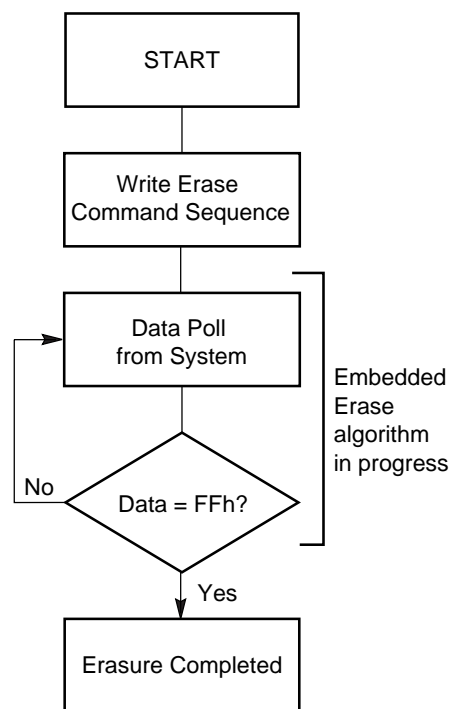 START
Write Erase
Command Sequence
Data Poll
from System
Embedded
Erase
algorithm
in progress
No
Data = FFh?
Yes
Erasure Completed